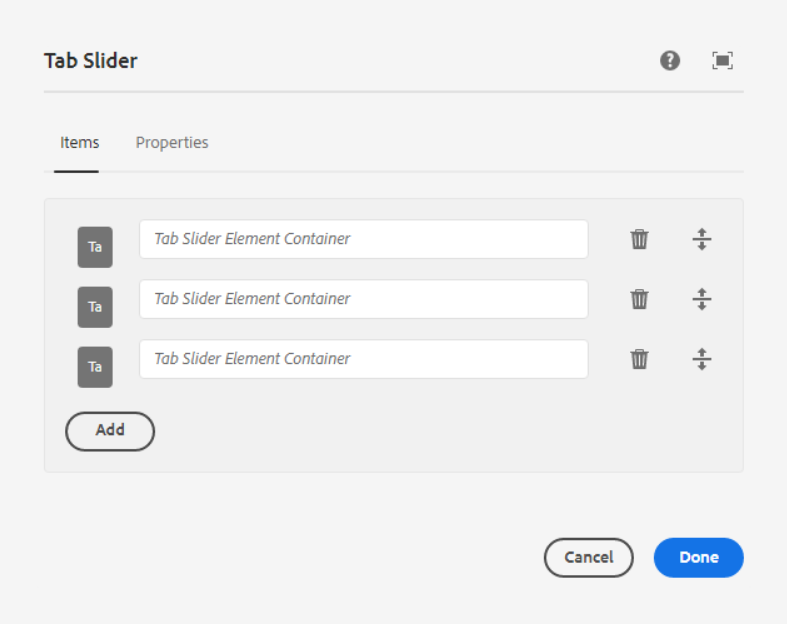 Tab Slider
Items Properties
Ta Tab Slider Element Container
Ta Tab Slider Element Container
Ta Tab Slider Element Container
Add
Cancel Done